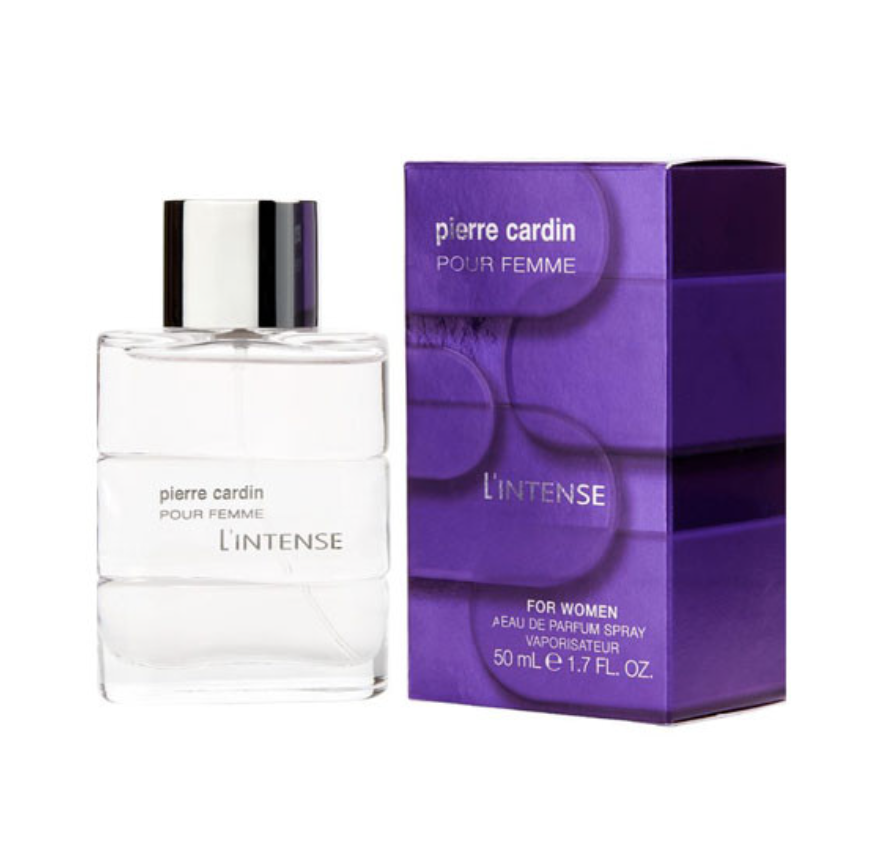 pierre cardin
POUR FEMME
L'INTENSE
pierre cardin
POUR FEMME
L'INTENSE
FOR WOMEN
EAU DE PARFUM SPRAY
VAPORISATEUR
50 mL ℮ 1.7 FL. OZ.